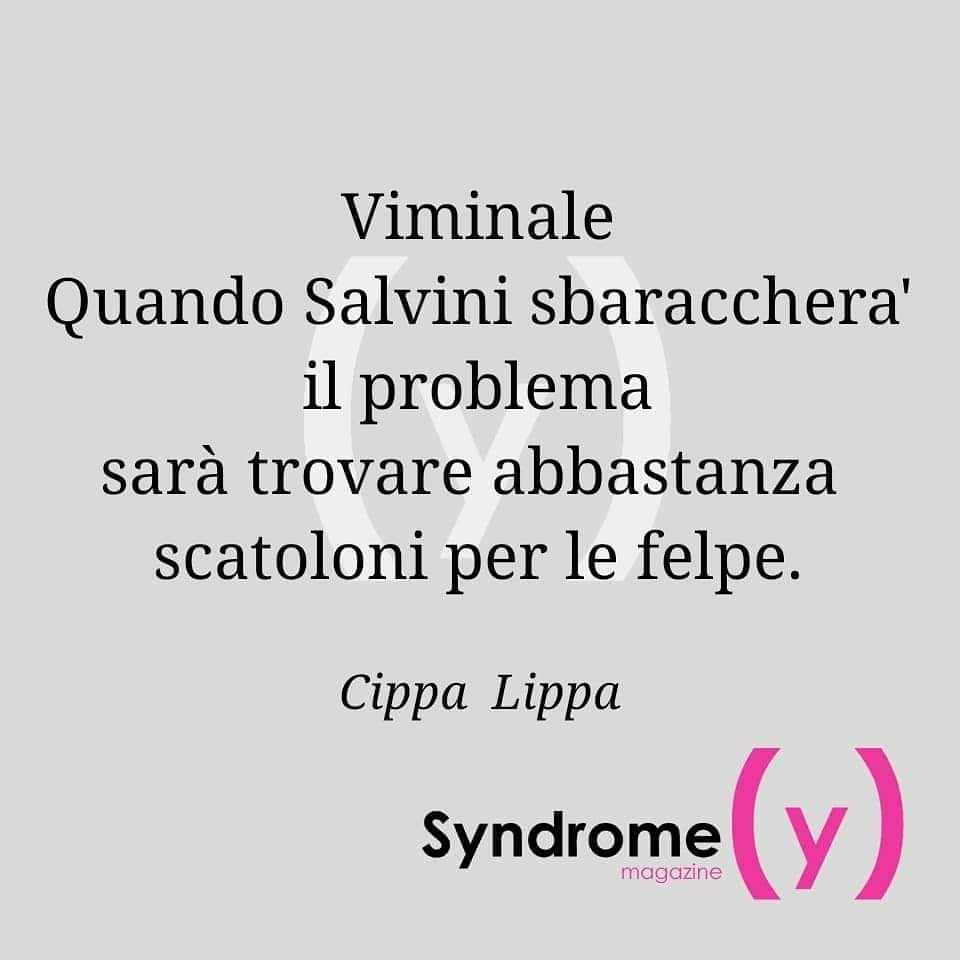 Viminale
Quando Salvini sbaracchera'
il problema
sarà trovare abbastanza
scatoloni per le felpe.
Cippa Lippa
Syndrome (y)
magazine